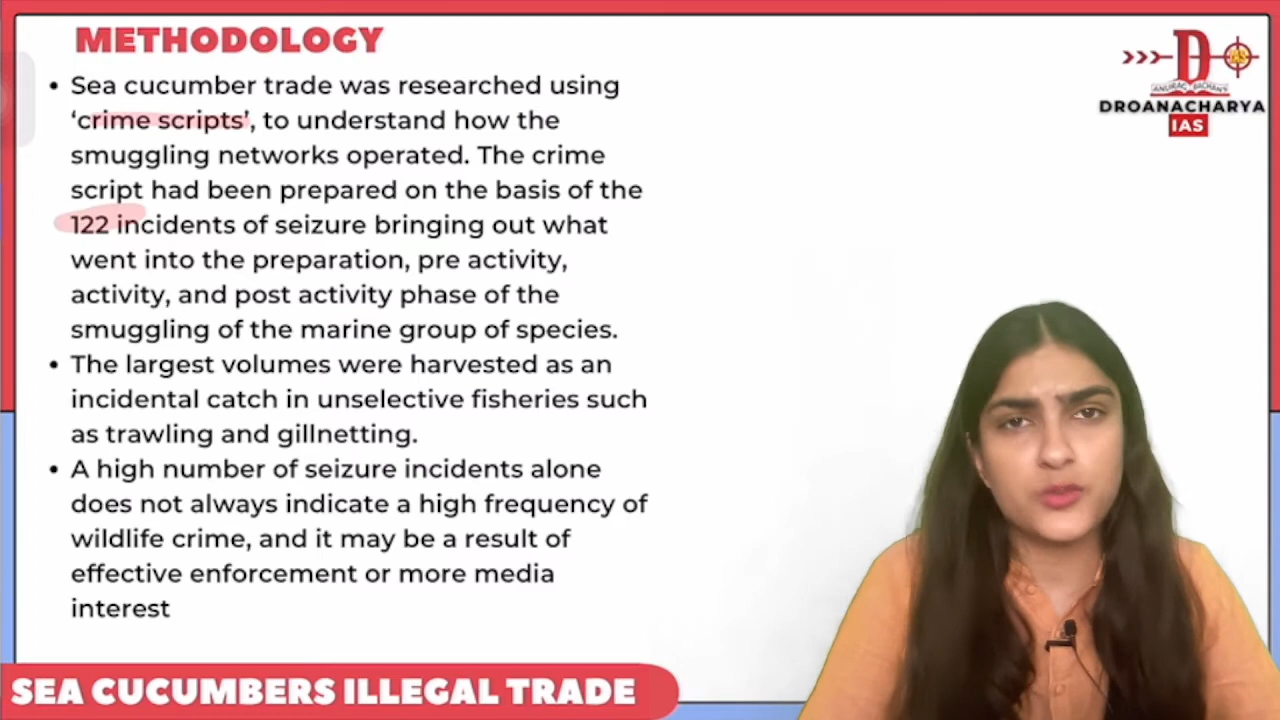 METHODOLOGY
• Sea cucumber trade was researched using
‘crime scripts’, to understand how the
smuggling networks operated. The crime
script had been prepared on the basis of the
122 incidents of seizure bringing out what
went into the preparation, pre activity,
activity, and post activity phase of the
smuggling of the marine group of species.
• The largest volumes were harvested as an
incidental catch in unselective fisheries such
as trawling and gillnetting.
• A high number of seizure incidents alone
does not always indicate a high frequency of
wildlife crime, and it may be a result of
effective enforcement or more media
interest
D
IAS
ANURAG BACHAN'S
DROANACHARYA
IAS
SEA CUCUMBERS ILLEGAL TRADE